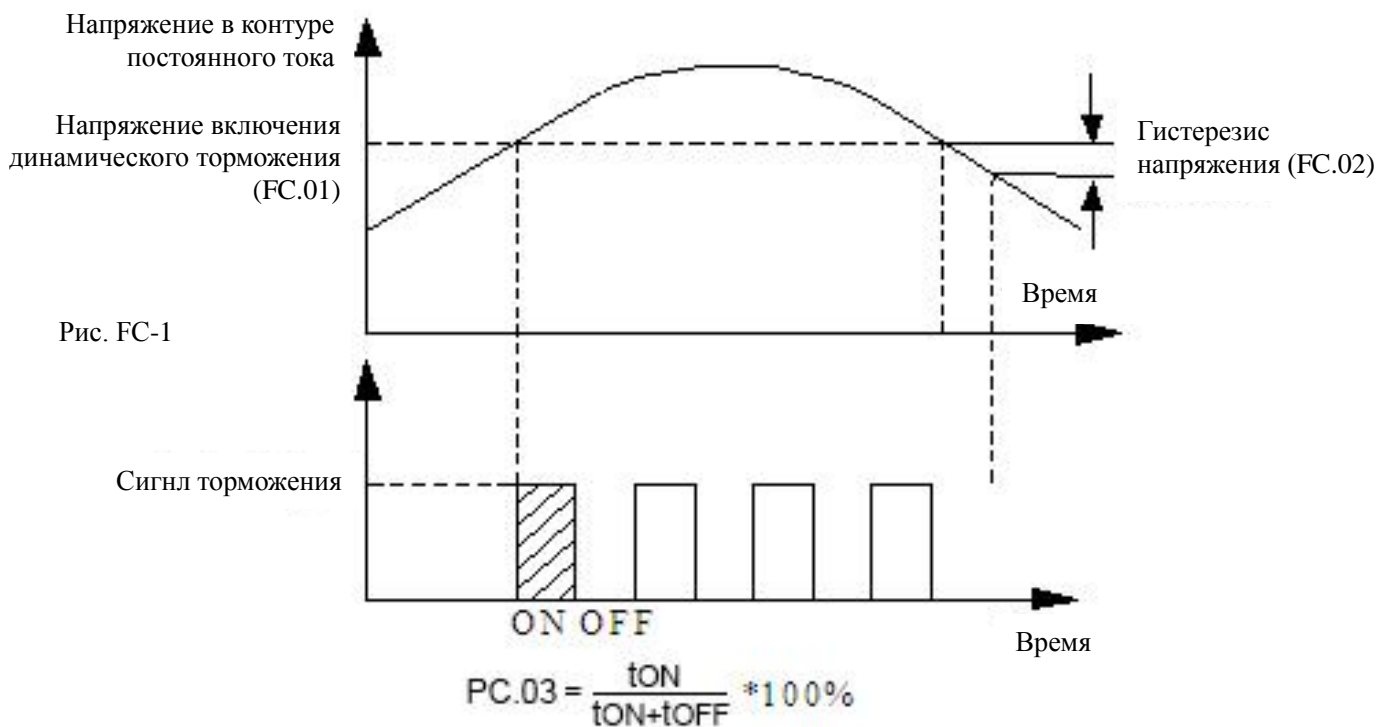 Напряжение в контуре
постоянного тока
Напряжение включения
динамического торможения
(FC.01)
Гистерезис
напряжения (FC.02)
Время
Рис. FC-1
Сигнл торможения
ON OFF
Время
PC.03 = tON / tON+tOFF *100%